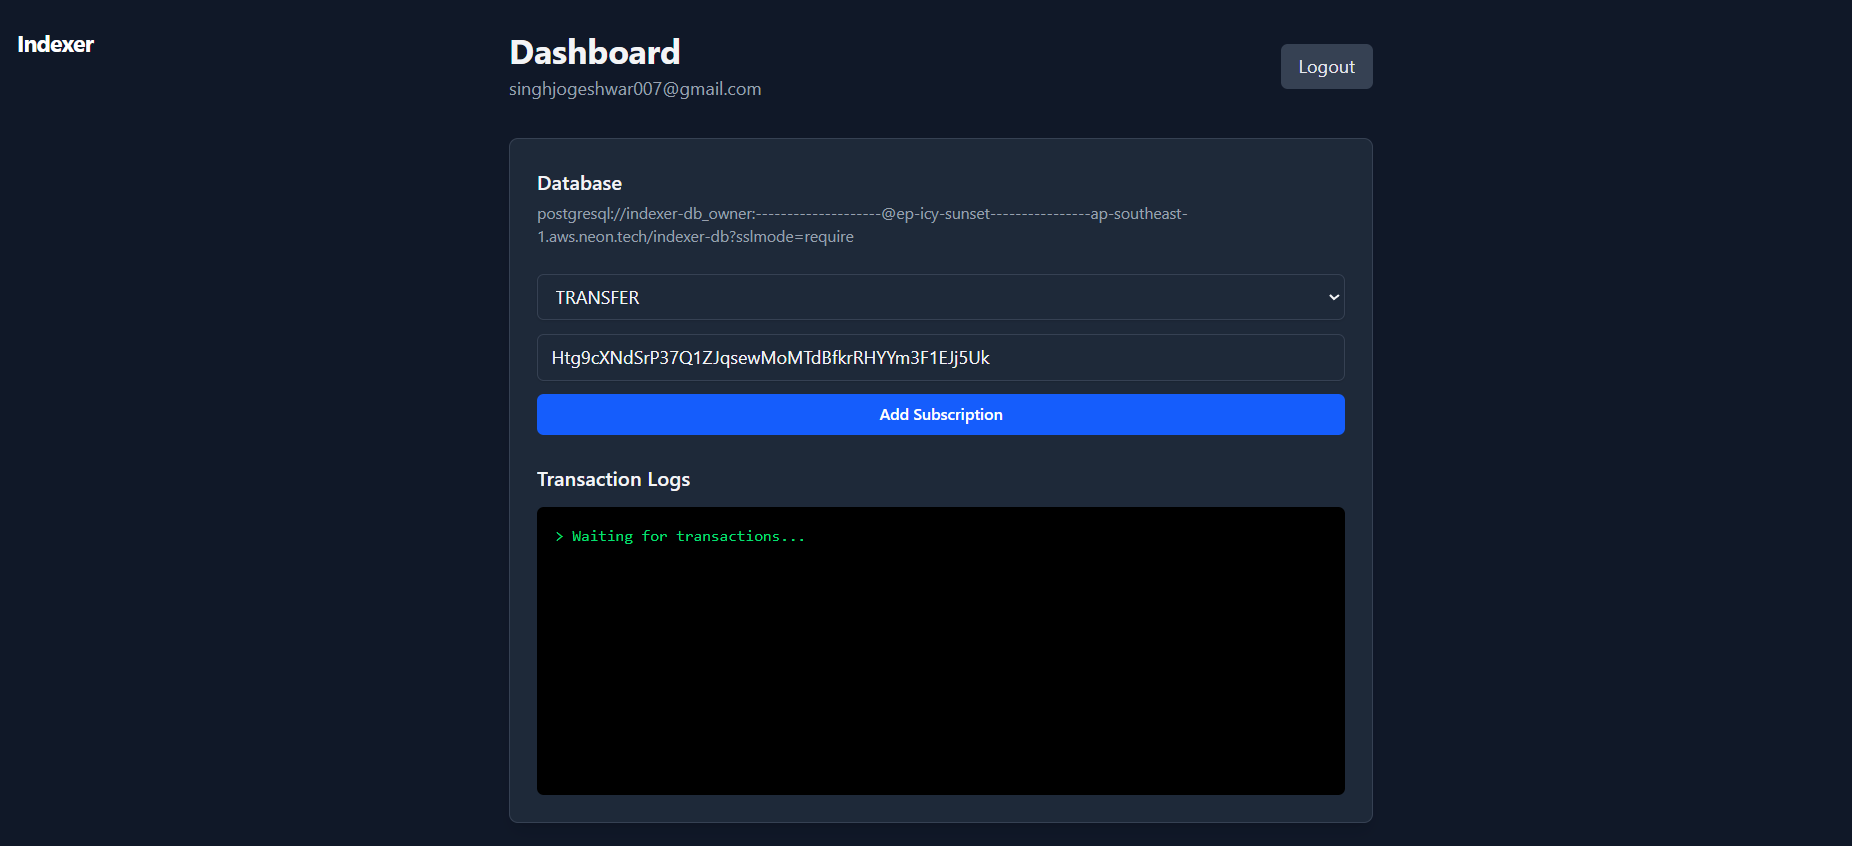 Indexer
Dashboard
singhjogeshwar007@gmail.com
Logout
Database
postgresql://indexer-db_owner:--------------------@ep-icy-sunset----------------ap-southeast-
1.aws.neon.tech/indexer-db?sslmode=require
TRANSFER
Htg9cXNdSrP37Q1ZJqsewMoMTdBfkrRHYYm3F1EJj5Uk
Add Subscription
Transaction Logs
> Waiting for transactions...